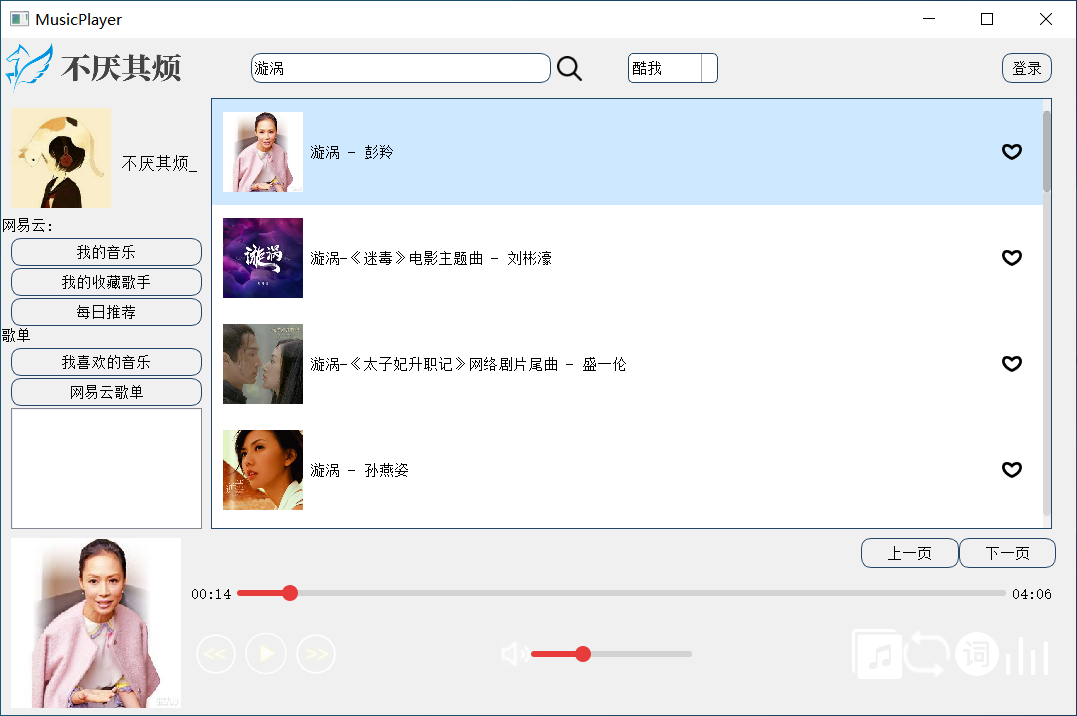 MusicPlayer
不厌其烦
漩涡
酷我
登录
不厌其烦_
网易云:
我的音乐
我的收藏歌手
每日推荐
歌单
我喜欢的音乐
网易云歌单
漩涡 - 彭羚
漩涡
漩涡-《迷毒》电影主题曲 - 刘彬濠
漩涡-《太子妃升职记》网络剧片尾曲 - 盛一伦
漩涡 - 孙燕姿
上一页
下一页
00:14
04:06
<<
>>
词